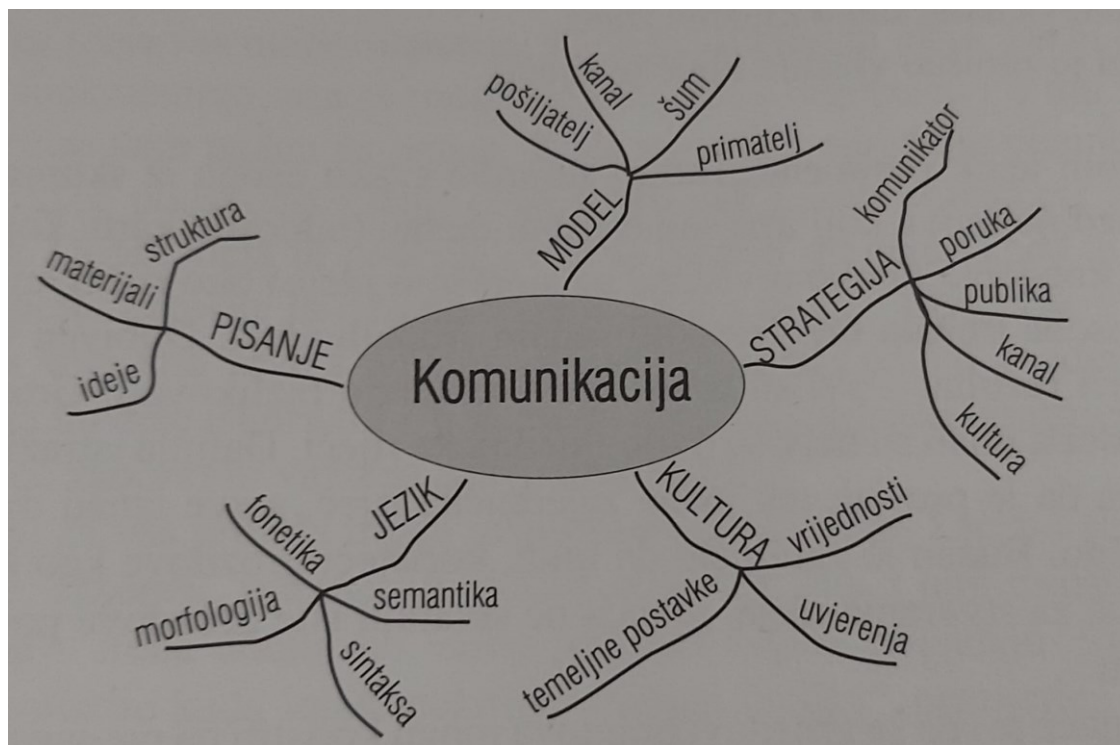 Komunikacija
MODEL
pošiljatelj
kanal
šum
primatelj
STRATEGIJA
komunikator
poruka
publika
kanal
kultura
KULTURA
vrijednosti
uvjerenja
temeljne postavke
JEZIK
semantika
sintaksa
morfologija
fonetika
PISANJE
ideje
materijali
struktura